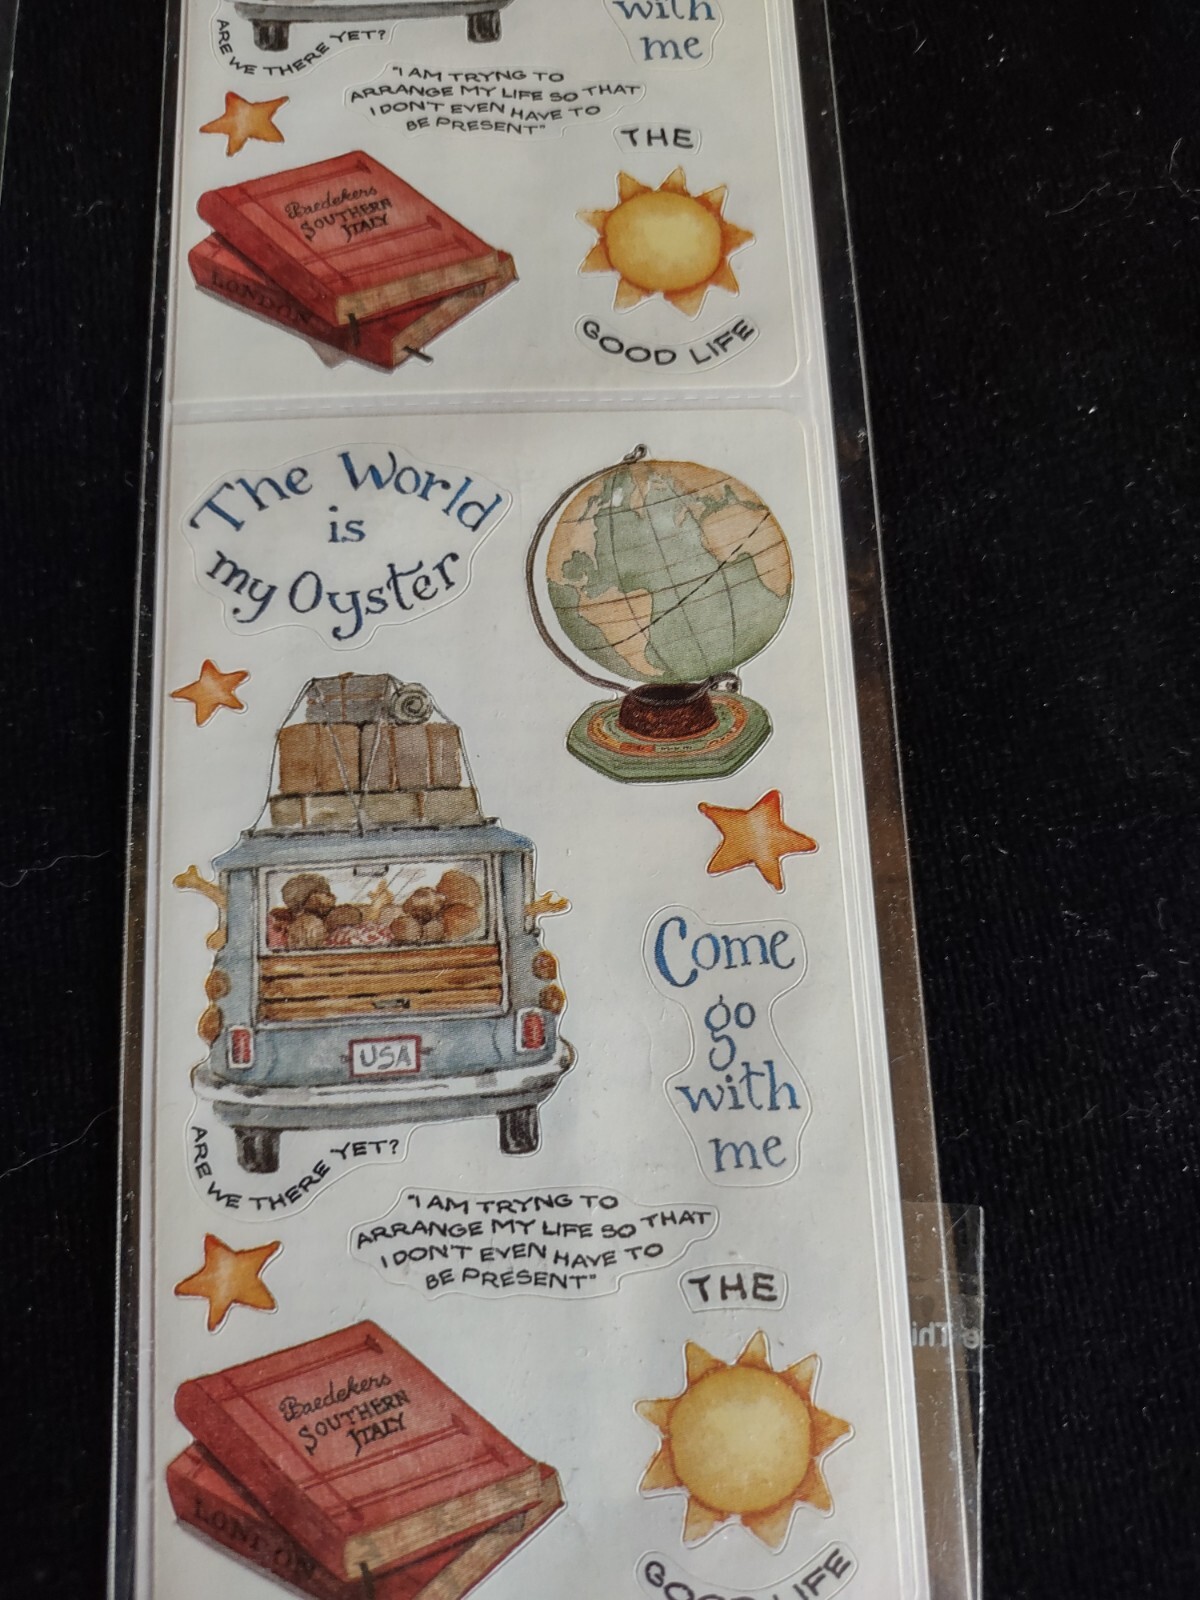 with
me
ARE WE THERE YET?
"I AM TRYNG TO
ARRANGE MY LIFE SO THAT
I DON'T EVEN HAVE TO
BE PRESENT"
THE
Baedekers
SOUTHERN
ITALY
LONDON
GOOD LIFE
The World
is
my Oyster
USA
Come
go
with
me
ARE WE THERE YET?
"I AM TRYNG TO
ARRANGE MY LIFE SO THAT
I DON'T EVEN HAVE TO
BE PRESENT"
THE
Baedekers
SOUTHERN
ITALY
LONDON
GOOD LIFE